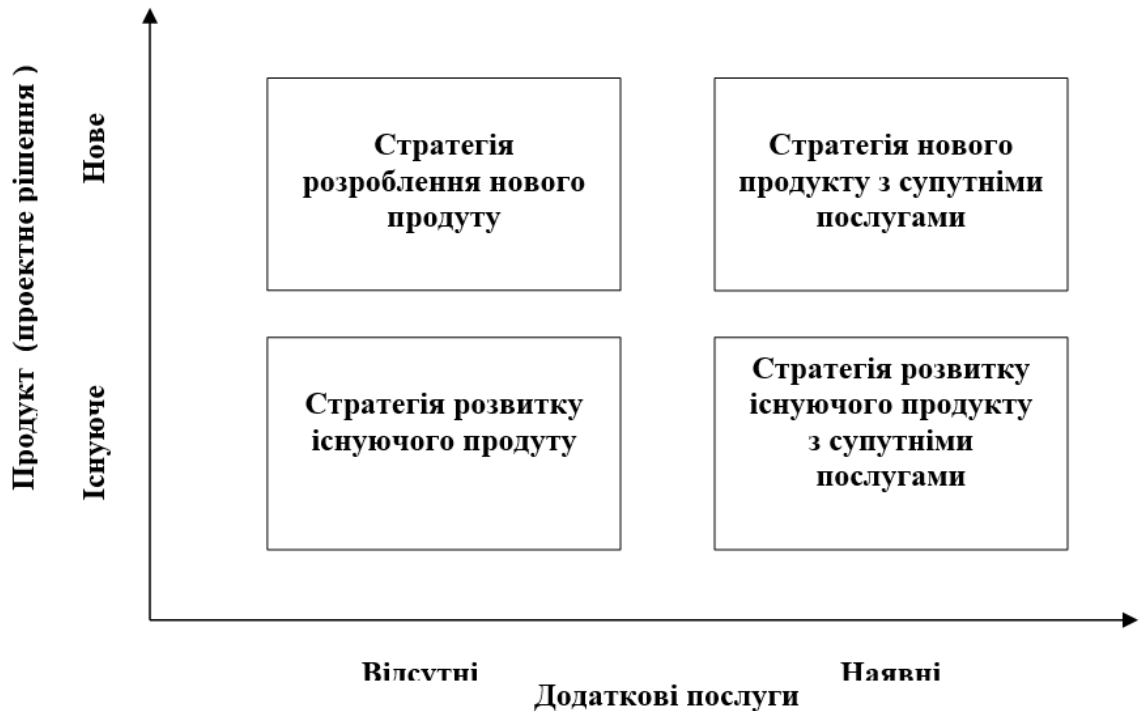 Продукт (проектне рішення )
Нове
Існуюче
Стратегія
розроблення нового
продуту
Стратегія нового
продукту з супутніми
послугами
Стратегія розвитку
існуючого продуту
Стратегія розвитку
існуючого продукту
з супутніми
послугами
Відсутні
Наявні
Додаткові послуги